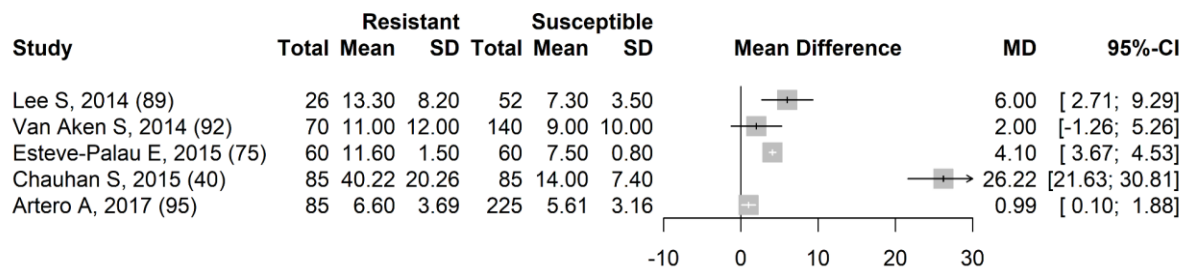 Resistant Susceptible
Study Total Mean SD Total Mean SD Mean Difference MD 95%-CI
Lee S, 2014 (89) 26 13.30 8.20 52 7.30 3.50 6.00 [ 2.71; 9.29]
Van Aken S, 2014 (92) 70 11.00 12.00 140 9.00 10.00 2.00 [-1.26; 5.26]
Esteve-Palau E, 2015 (75) 60 11.60 1.50 60 7.50 0.80 4.10 [ 3.67; 4.53]
Chauhan S, 2015 (40) 85 40.22 20.26 85 14.00 7.40 26.22 [21.63; 30.81]
Artero A, 2017 (95) 85 6.60 3.69 225 5.61 3.16 0.99 [ 0.10; 1.88]
-10 0 10 20 30